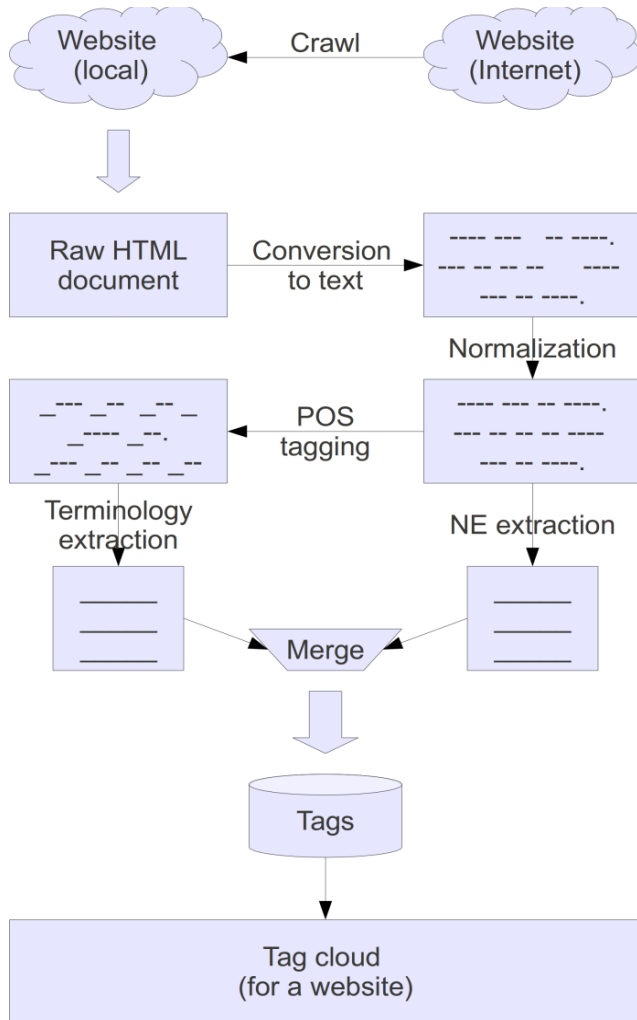 Website
(local)
Crawl
Website
(Internet)
Raw HTML
document
Conversion
to text
Normalization
POS
tagging
Terminology
extraction
NE extraction
Merge
Tags
Tag cloud
(for a website)